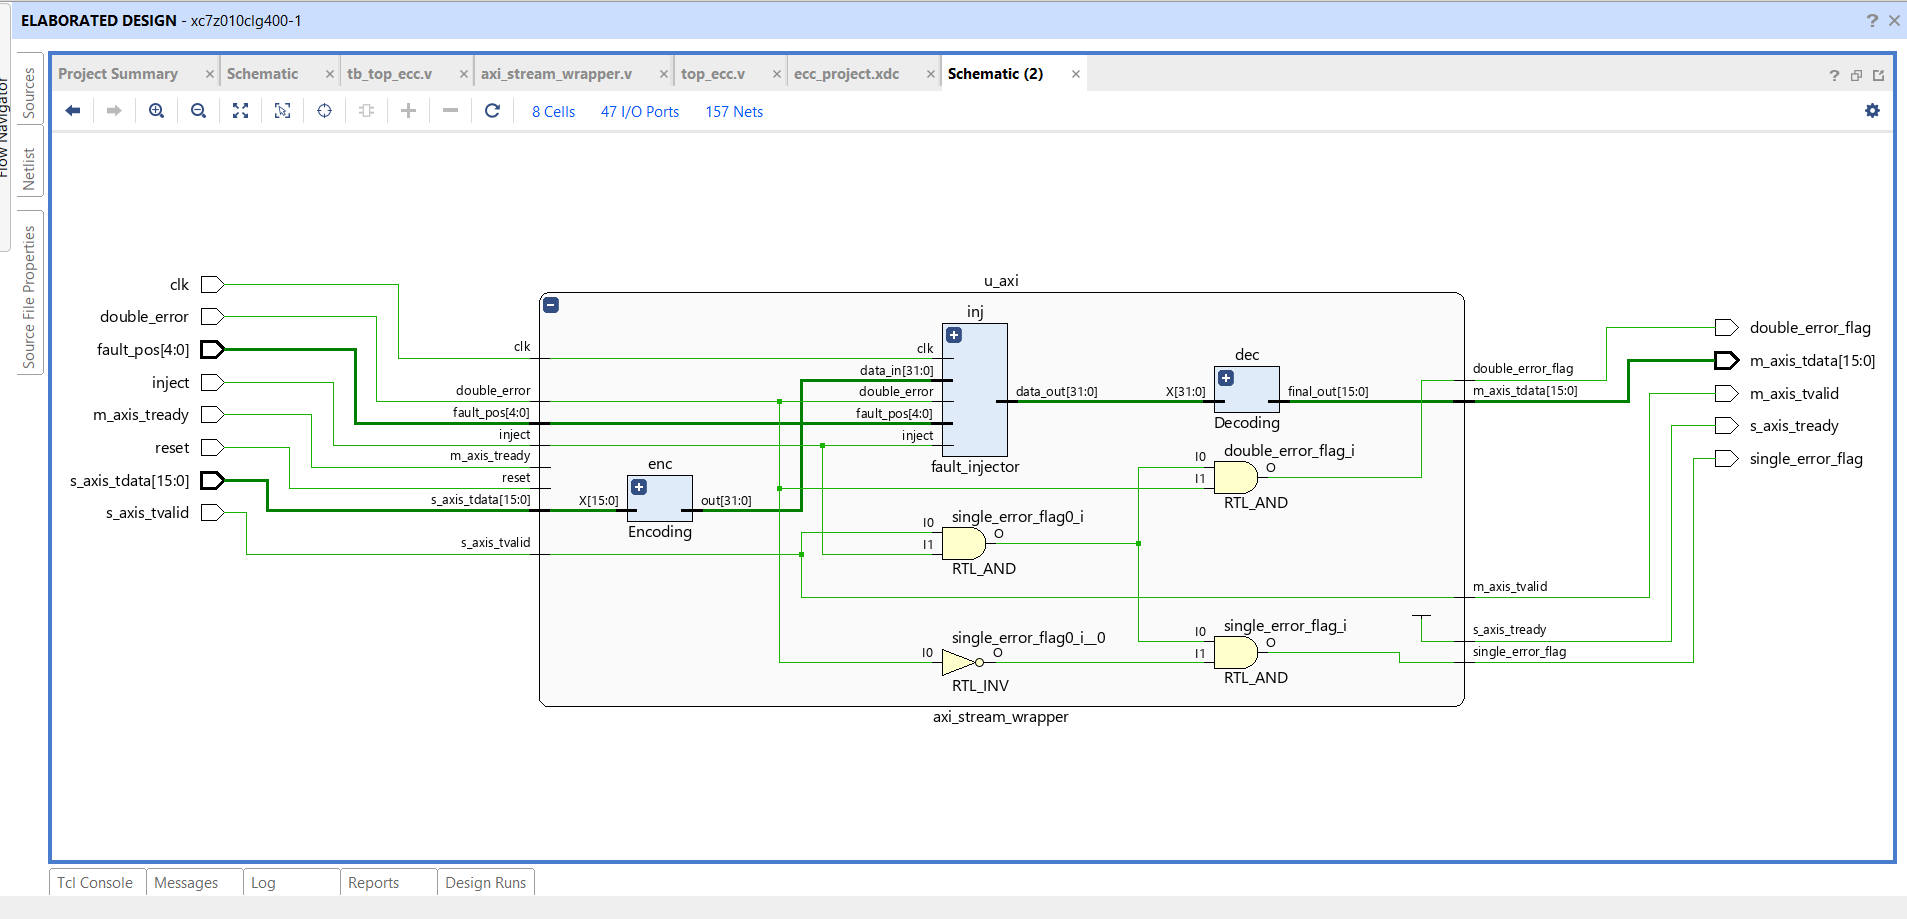 ELABORATED DESIGN - xc7z010clg400-1
Flow Navigator
Sources
Netlist
Source File Properties
Project Summary
Schematic
tb_top_ecc.v
axi_stream_wrapper.v
top_ecc.v
ecc_project.xdc
Schematic (2)
8 Cells
47 I/O Ports
157 Nets
clk
double_error
fault_pos[4:0]
inject
m_axis_tready
reset
s_axis_tdata[15:0]
s_axis_tvalid
u_axi
clk
double_error
fault_pos[4:0]
inject
m_axis_tready
reset
s_axis_tdata[15:0]
s_axis_tvalid
enc
X[15:0]
out[31:0]
Encoding
inj
clk
data_in[31:0]
double_error
fault_pos[4:0]
inject
data_out[31:0]
fault_injector
dec
X[31:0]
final_out[15:0]
Decoding
double_error_flag_i
I0
I1
O
RTL_AND
single_error_flag0_i
I0
I1
O
RTL_AND
single_error_flag0_i__0
I0
O
RTL_INV
single_error_flag_i
I0
I1
O
RTL_AND
double_error_flag
m_axis_tdata[15:0]
m_axis_tvalid
s_axis_tready
single_error_flag
axi_stream_wrapper
double_error_flag
m_axis_tdata[15:0]
m_axis_tvalid
s_axis_tready
single_error_flag
Tcl Console
Messages
Log
Reports
Design Runs